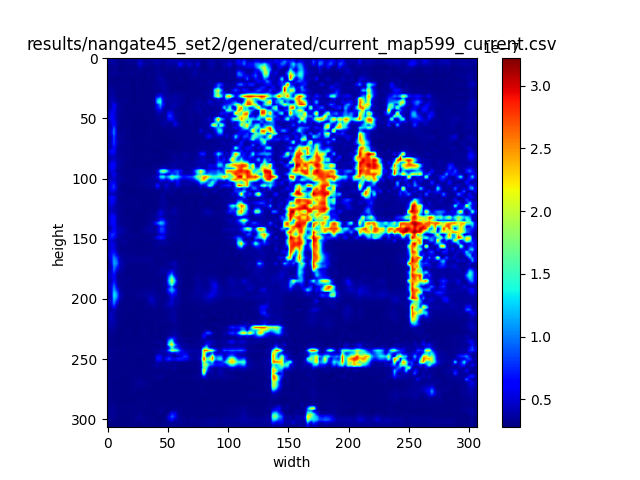 results/nangate45_set2/generated/current_map599_current.csv
1e−7
0
50
100
150
200
250
300
height
0 50 100 150 200 250 300
width
3.0
2.5
2.0
1.5
1.0
0.5